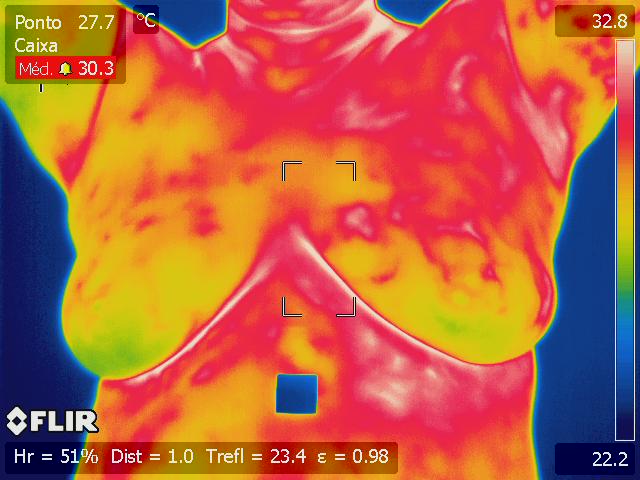 Ponto 27.7 °C
Caixa
Méd. 30.3
32.8
FLIR
Hr = 51% Dist = 1.0 Trefl = 23.4 ε = 0.98
22.2